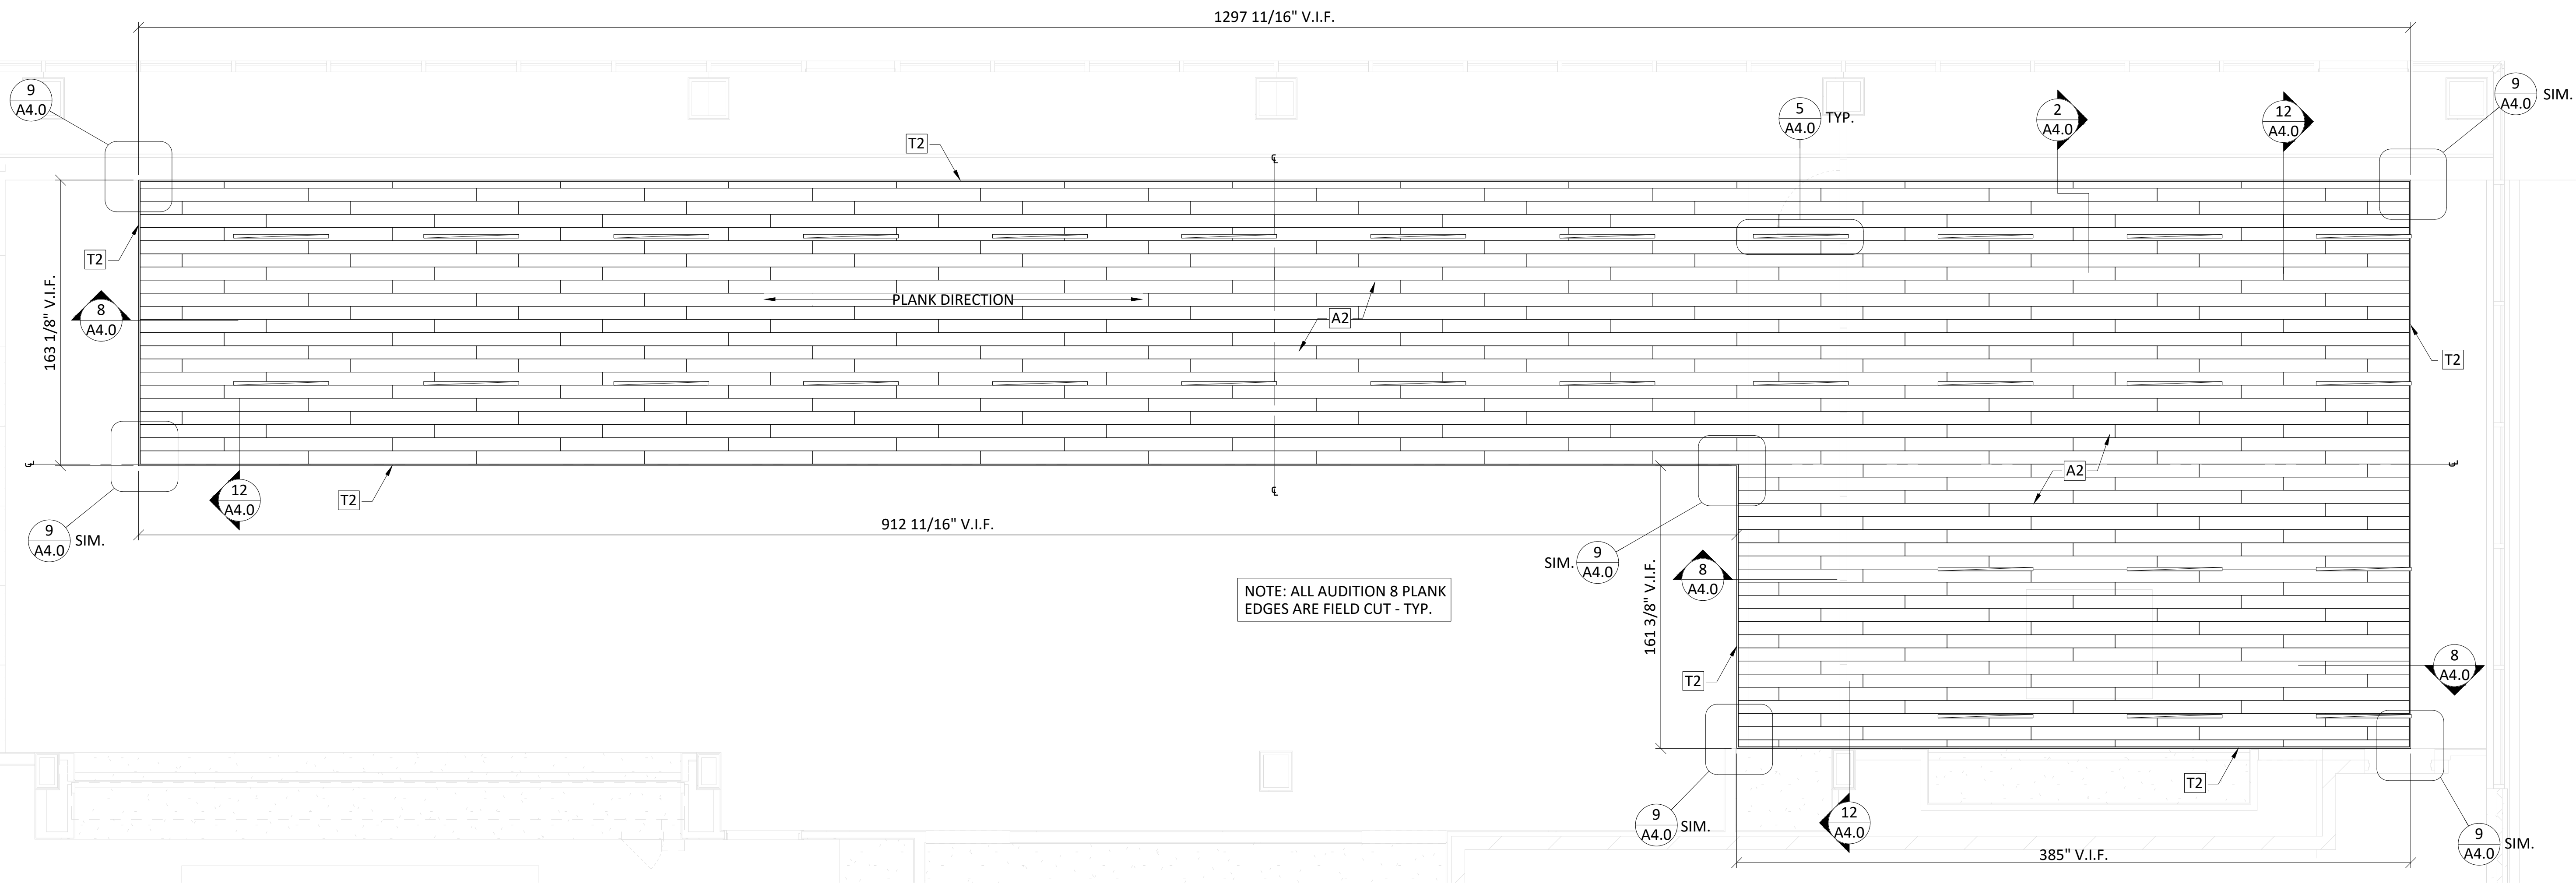 1297 11/16" V.I.F.
9
A4.0
5
A4.0
TYP.
2
A4.0
12
A4.0
9
A4.0
SIM.
T2
℄
T2
163 1/8" V.I.F.
8
A4.0
PLANK DIRECTION
A2
T2
℄
12
A4.0
T2
℄
A2
℄
912 11/16" V.I.F.
9
A4.0
SIM.
SIM.
9
A4.0
8
A4.0
NOTE: ALL AUDITION 8 PLANK
EDGES ARE FIELD CUT - TYP.
161 3/8" V.I.F.
T2
8
A4.0
T2
9
A4.0
SIM.
12
A4.0
9
A4.0
SIM.
385" V.I.F.